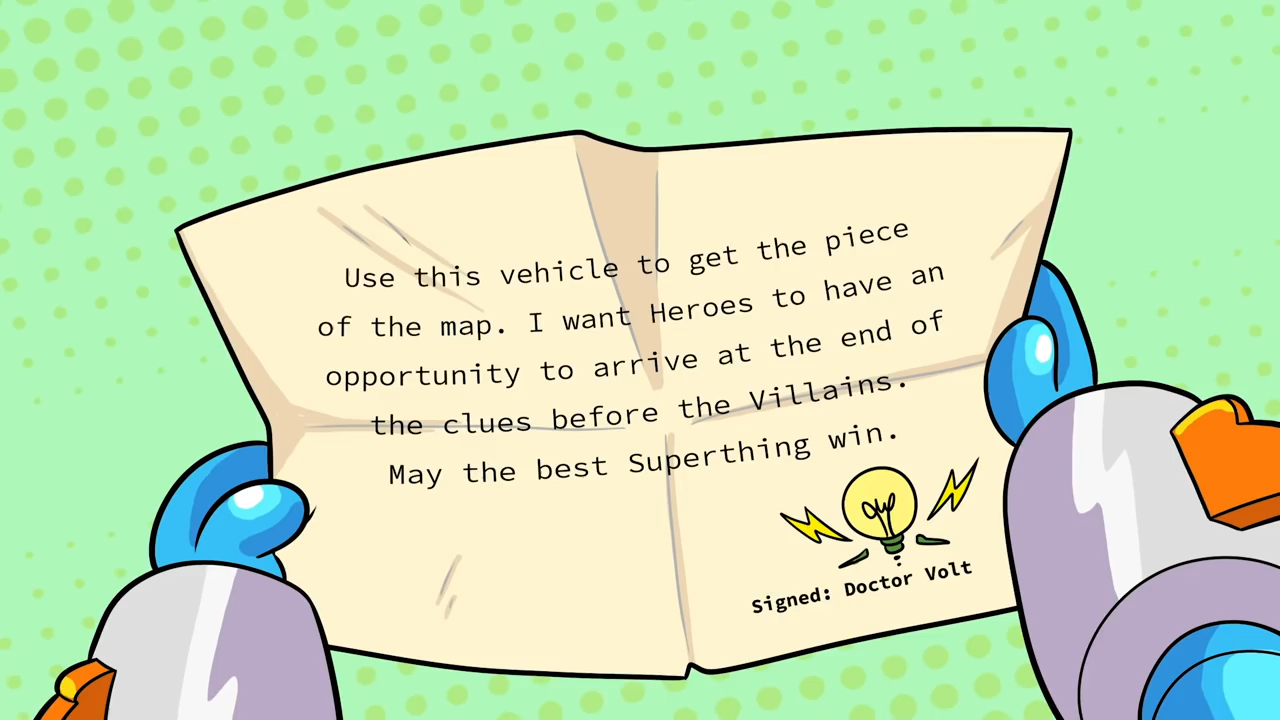 Use this vehicle to get the piece
of the map. I want Heroes to have an
opportunity to arrive at the end of
the clues before the Villains.
May the best Superthing win.
Signed: Doctor Volt